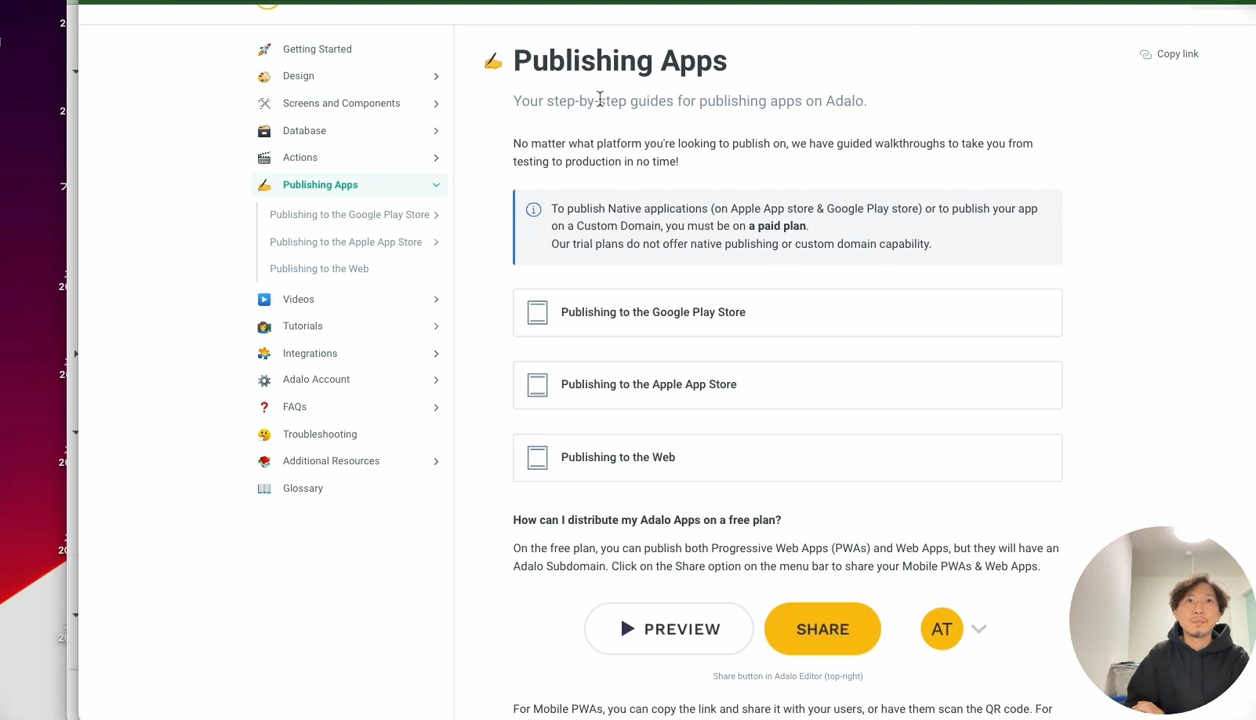 Getting Started
Design
Screens and Components
Database
Actions
Publishing Apps
Publishing to the Google Play Store
Publishing to the Apple App Store
Publishing to the Web
Videos
Tutorials
Integrations
Adalo Account
FAQs
Troubleshooting
Additional Resources
Glossary
Publishing Apps
Copy link
Your step-by-step guides for publishing apps on Adalo.
No matter what platform you're looking to publish on, we have guided walkthroughs to take you from
testing to production in no time!
To publish Native applications (on Apple App store & Google Play store) or to publish your app
on a Custom Domain, you must be on a paid plan.
Our trial plans do not offer native publishing or custom domain capability.
Publishing to the Google Play Store
Publishing to the Apple App Store
Publishing to the Web
How can I distribute my Adalo Apps on a free plan?
On the free plan, you can publish both Progressive Web Apps (PWAs) and Web Apps, but they will have an
Adalo Subdomain. Click on the Share option on the menu bar to share your Mobile PWAs & Web Apps.
PREVIEW
SHARE
AT
Share button in Adalo Editor (top-right)
For Mobile PWAs, you can copy the link and share it with your users, or have them scan the QR code. For